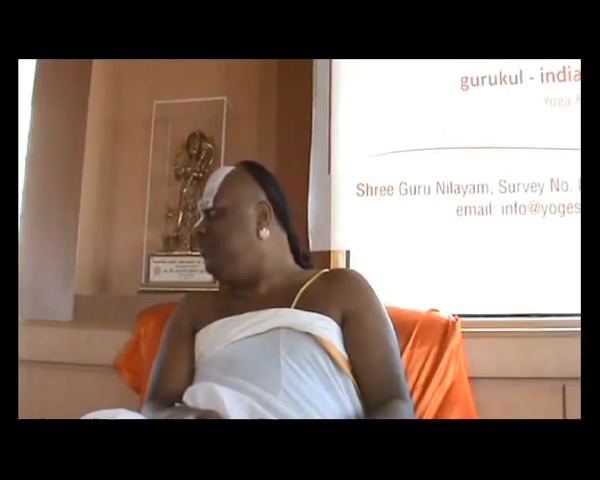 gurukul - india
Yoga
Shree Guru Nilayam, Survey No.
email: info@yoges